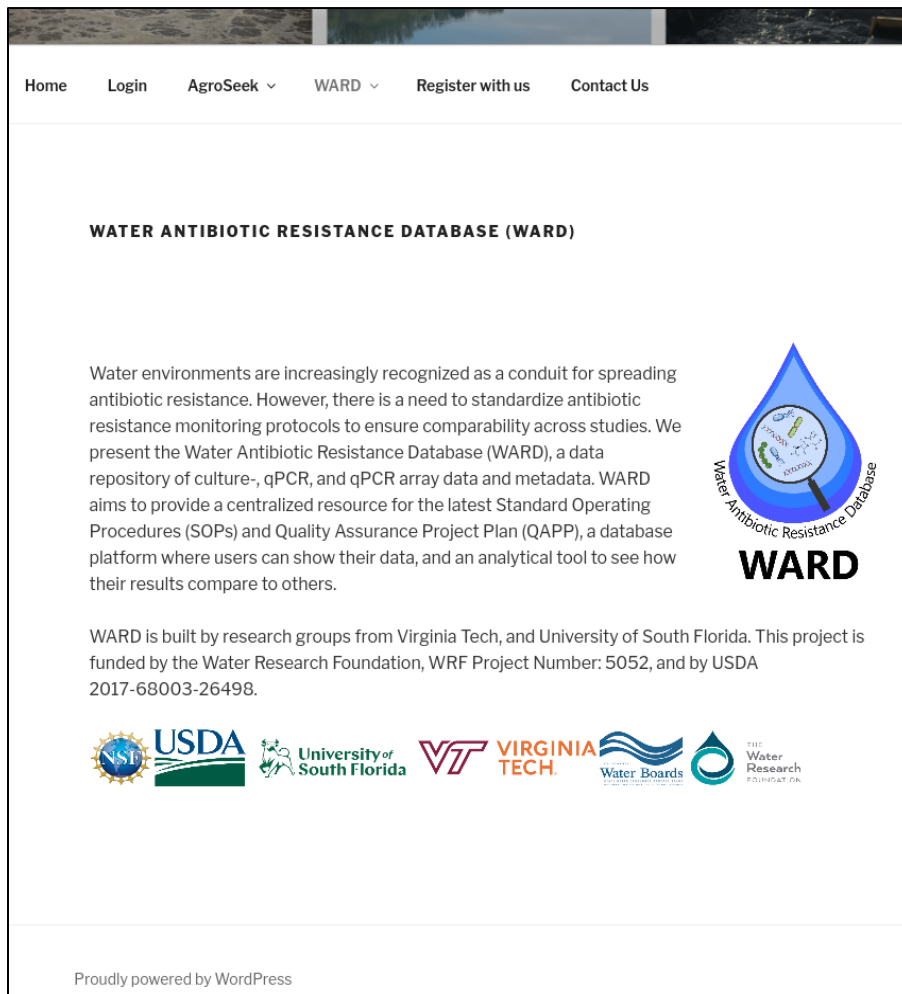 Home Login AgroSeek WARD Register with us Contact Us
WATER ANTIBIOTIC RESISTANCE DATABASE (WARD)
Water environments are increasingly recognized as a conduit for spreading
antibiotic resistance. However, there is a need to standardize antibiotic
resistance monitoring protocols to ensure comparability across studies. We
present the Water Antibiotic Resistance Database (WARD), a data
repository of culture-, qPCR, and qPCR array data and metadata. WARD
aims to provide a centralized resource for the latest Standard Operating
Procedures (SOPs) and Quality Assurance Project Plan (QAPP), a database
platform where users can show their data, and an analytical tool to see how
their results compare to others.
Water Antibiotic Resistance Database
WARD
WARD is built by research groups from Virginia Tech, and University of South Florida. This project is
funded by the Water Research Foundation, WRF Project Number: 5052, and by USDA
2017-68003-26498.
NSF
USDA
University of
South Florida
VT
VIRGINIA
TECH.
Water Boards
THE
Water
Research
FOUNDATION
Proudly powered by WordPress